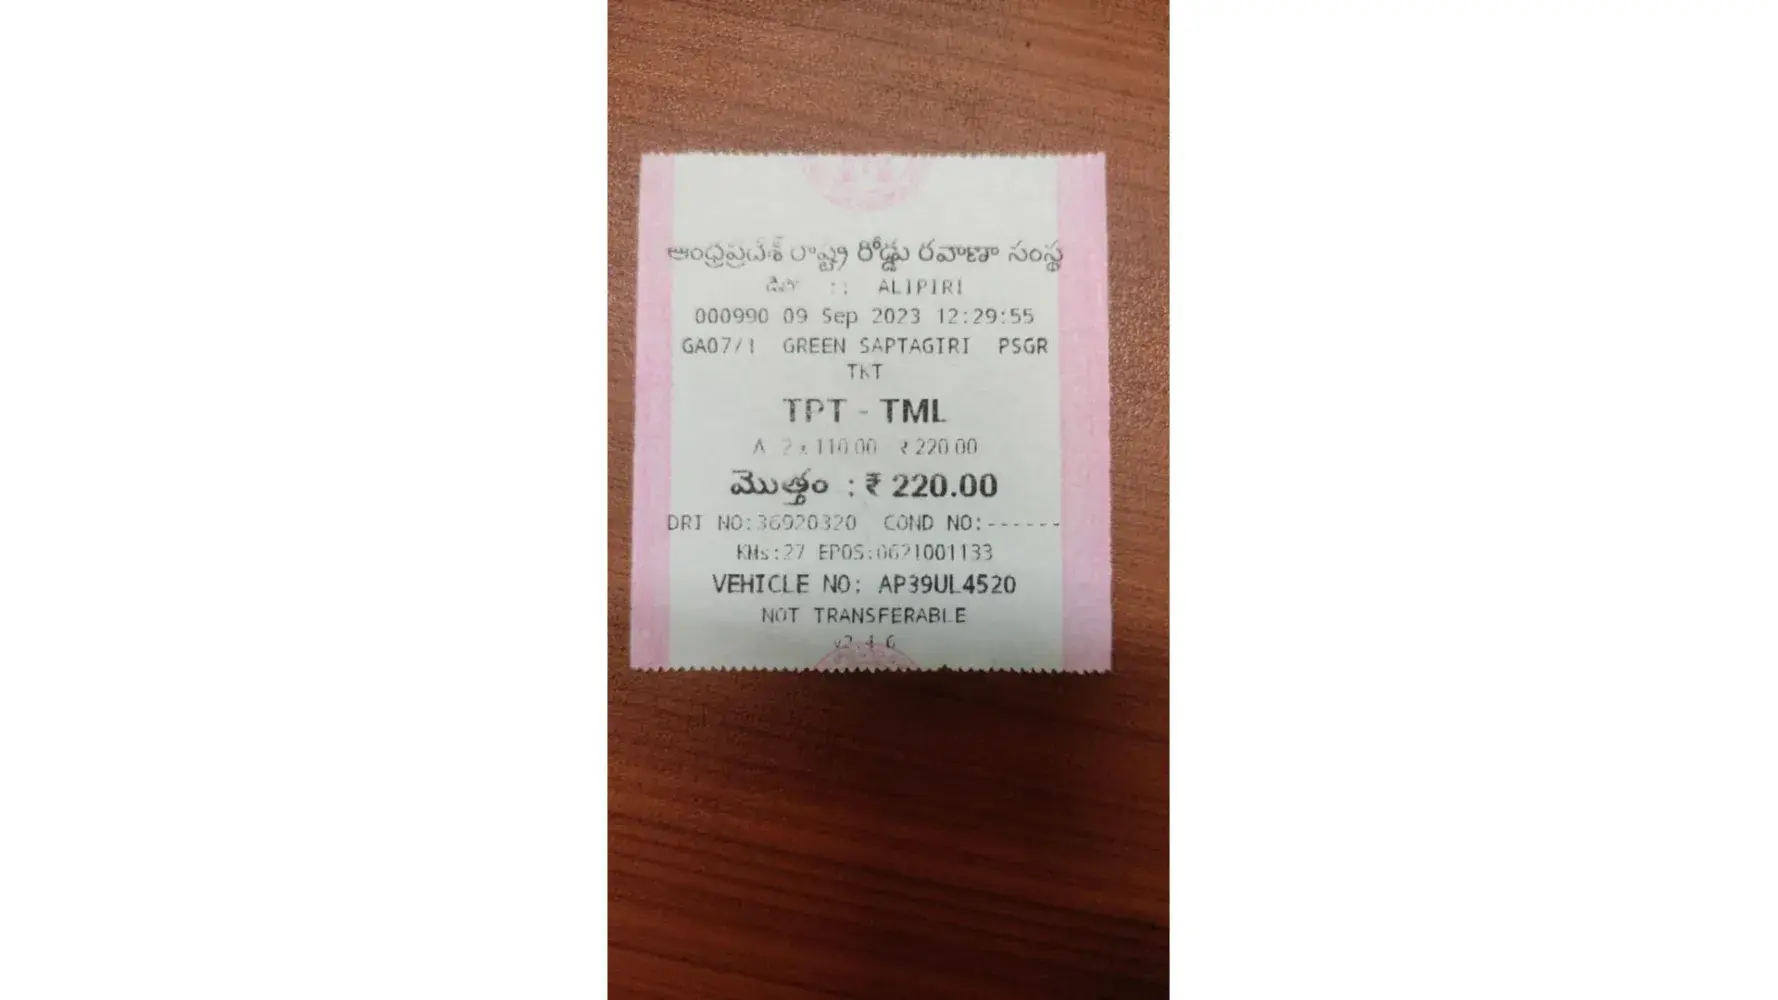 ఆంధ్రప్రదేశ్ రాష్ట్ర రోడ్డు రవాణా సంస్థ
డిపో :: ALIPIRI
000990 09 Sep 2023 12:29:55
GA07/1 GREEN SAPTAGIRI PSGR
TKT
TPT - TML
A 2 x 110.00 ₹ 220.00
మొత్తం : ₹ 220.00
DRI NO:36920320 COND NO:------
KMs:27 EPOS:0621001133
VEHICLE NO: AP39UL4520
NOT TRANSFERABLE
v2.4.6